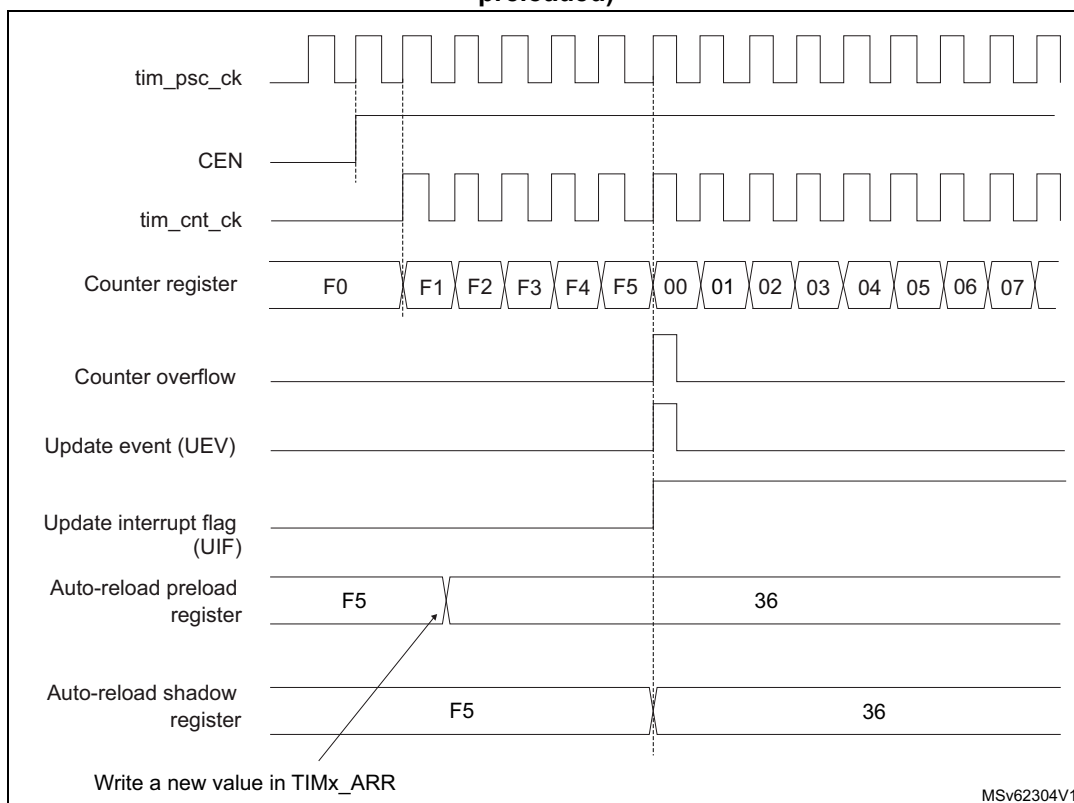 preloaded)
tim_psc_ck
CEN
tim_cnt_ck
Counter register
F0 F1 F2 F3 F4 F5 00 01 02 03 04 05 06 07
Counter overflow
Update event (UEV)
Update interrupt flag
(UIF)
Auto-reload preload
register
F5 36
Auto-reload shadow
register
F5 36
Write a new value in TIMx_ARR
MSv62304V1